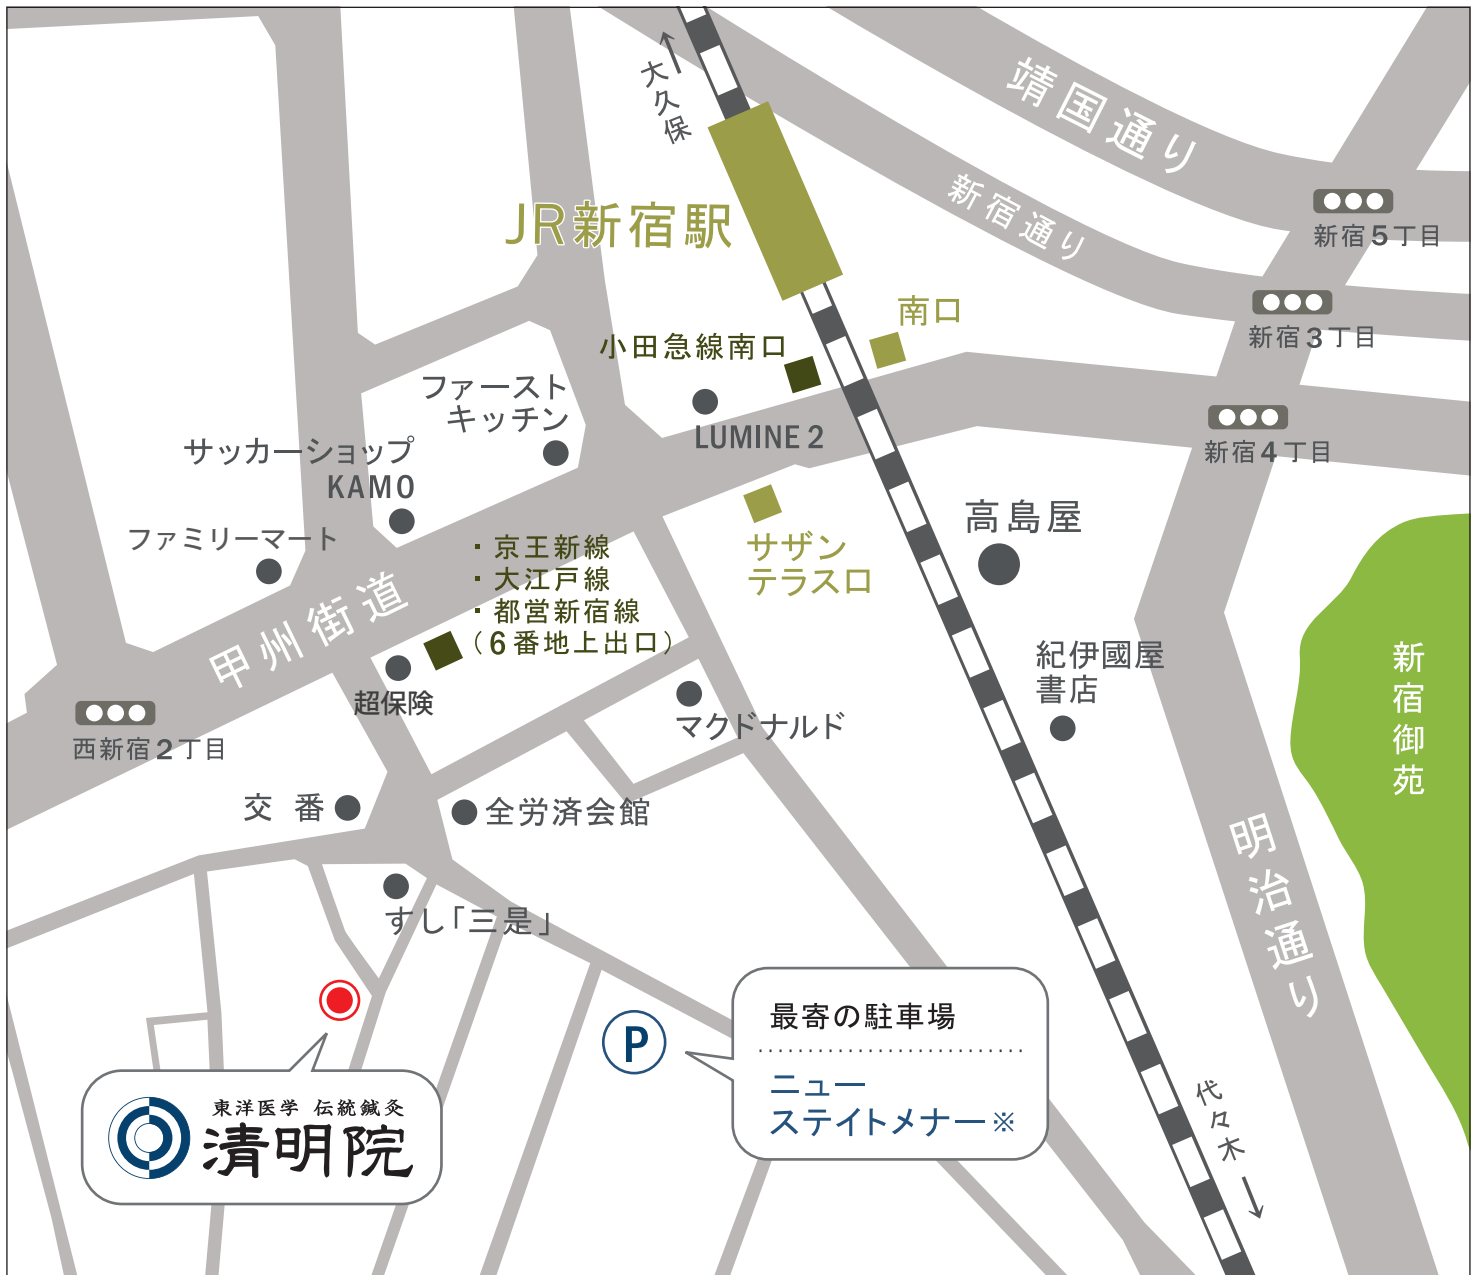 大久保
靖国通り
新宿通り
JR新宿駅
新宿5丁目
新宿3丁目
新宿4丁目
南口
小田急線南口
LUMINE 2
ファースト
キッチン
サッカーショップ
KAMO
ファミリーマート
甲州街道
・京王新線
・大江戸線
・都営新宿線
（6番地上出口）
サザン
テラス口
高島屋
紀伊國屋
書店
新宿御苑
明治通り
超保険
マクドナルド
西新宿2丁目
交番
全労済会館
すし「三是」
P
最寄の駐車場
ニュー
ステイトメナー※
代々木
東洋医学 伝統鍼灸
清明院